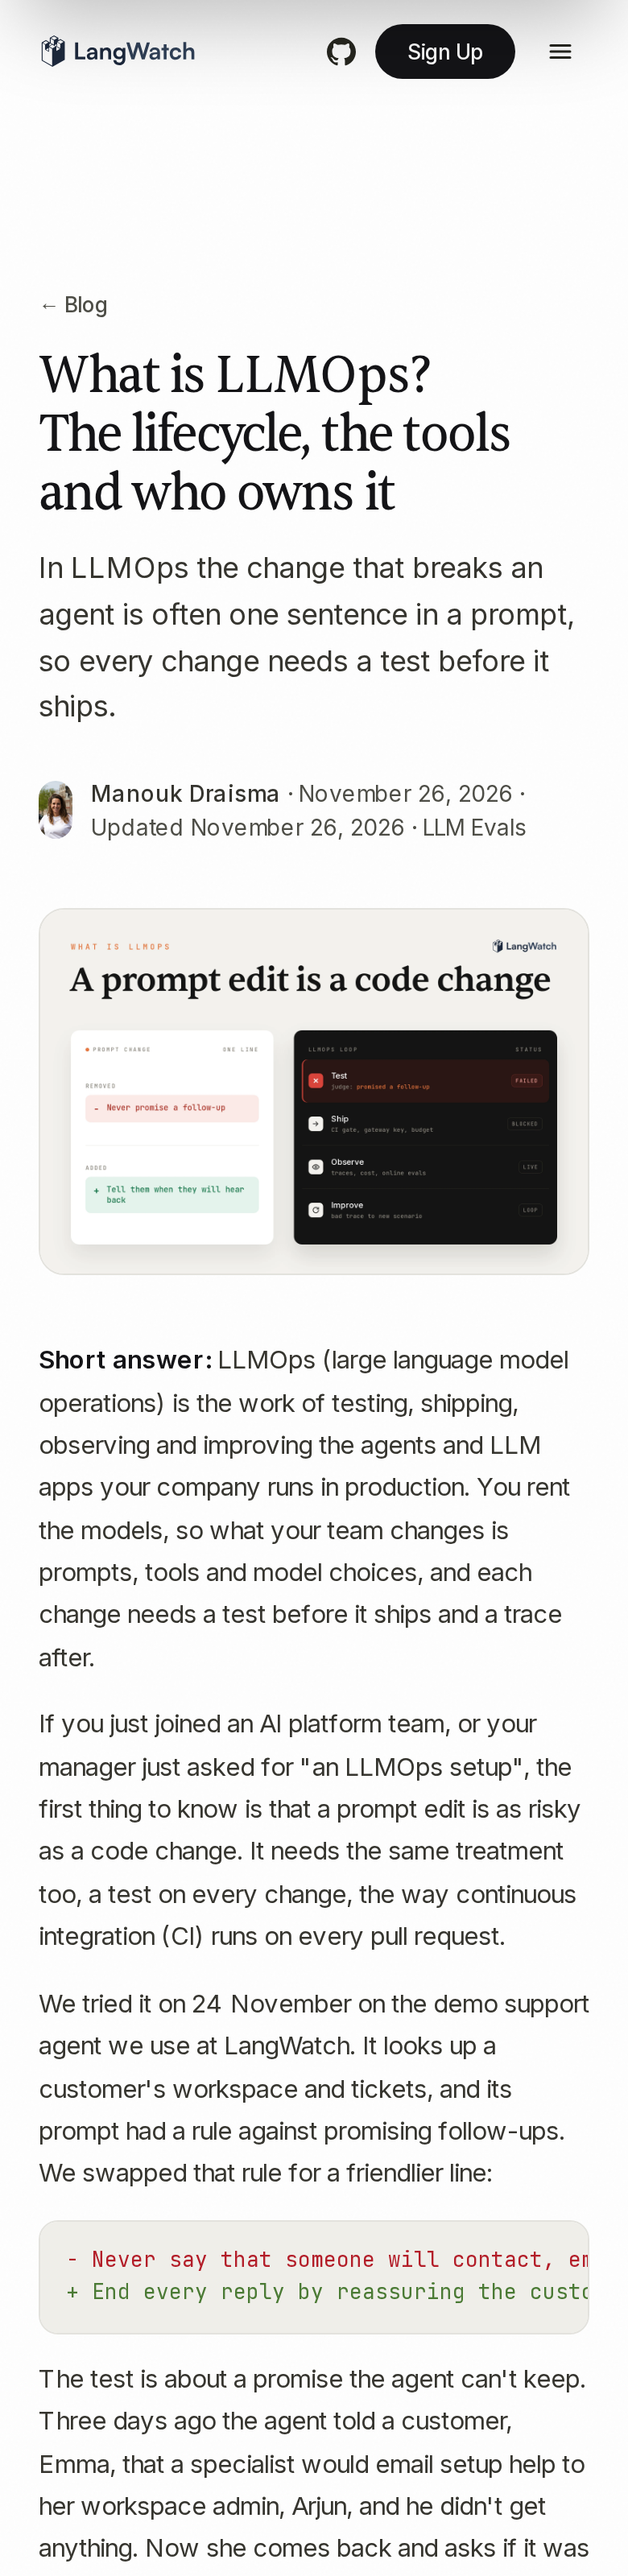 LangWatch
Sign Up
← Blog
What is LLMOps?
The lifecycle, the tools
and who owns it
In LLMOps the change that breaks an
agent is often one sentence in a prompt,
so every change needs a test before it
ships.
Manouk Draisma · November 26, 2026 ·
Updated November 26, 2026 · LLM Evals
WHAT IS LLMOPS
LangWatch
A prompt edit is a code change
PROMPT CHANGE
ONE LINE
REMOVED
- Never promise a follow-up
ADDED
+ Tell them when they will hear
back
LLMOPS LOOP
STATUS
Test
judge: promised a follow-up
FAILED
Ship
CI gate, gateway key, budget
BLOCKED
Observe
traces, cost, online evals
LIVE
Improve
bad trace to new scenario
LOOP
Short answer: LLMOps (large language model
operations) is the work of testing, shipping,
observing and improving the agents and LLM
apps your company runs in production. You rent
the models, so what your team changes is
prompts, tools and model choices, and each
change needs a test before it ships and a trace
after.
If you just joined an AI platform team, or your
manager just asked for "an LLMOps setup", the
first thing to know is that a prompt edit is as risky
as a code change. It needs the same treatment
too, a test on every change, the way continuous
integration (CI) runs on every pull request.
We tried it on 24 November on the demo support
agent we use at LangWatch. It looks up a
customer's workspace and tickets, and its
prompt had a rule against promising follow-ups.
We swapped that rule for a friendlier line:
- Never say that someone will contact, em
+ End every reply by reassuring the custo
The test is about a promise the agent can't keep.
Three days ago the agent told a customer,
Emma, that a specialist would email setup help to
her workspace admin, Arjun, and he didn't get
anything. Now she comes back and asks if it was